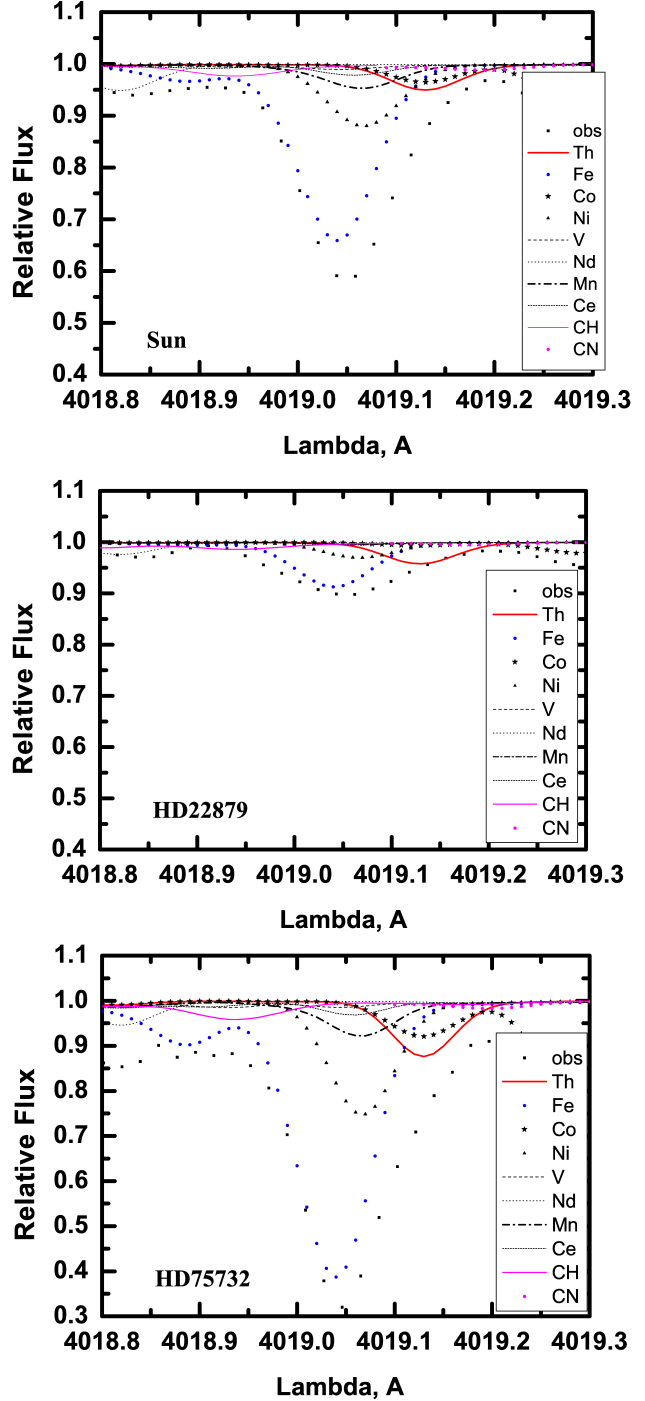 1.0
0.9
0.8
0.7
0.6
0.5
0.4
Relative Flux
obs
Th
Fe
Co
Ni
V
Nd
Mn
Ce
CH
CN
Sun
4018.8 4018.9 4019.0 4019.1 4019.2 4019.3
Lambda, A
1.1
1.0
0.9
0.8
0.7
0.6
0.5
0.4
Relative Flux
obs
Th
Fe
Co
Ni
V
Nd
Mn
Ce
CH
CN
HD22879
4018.8 4018.9 4019.0 4019.1 4019.2 4019.3
Lambda, A
1.1
1.0
0.9
0.8
0.7
0.6
0.5
0.4
0.3
Relative Flux
obs
Th
Fe
Co
Ni
V
Nd
Mn
Ce
CH
CN
HD75732
4018.8 4018.9 4019.0 4019.1 4019.2 4019.3
Lambda, A